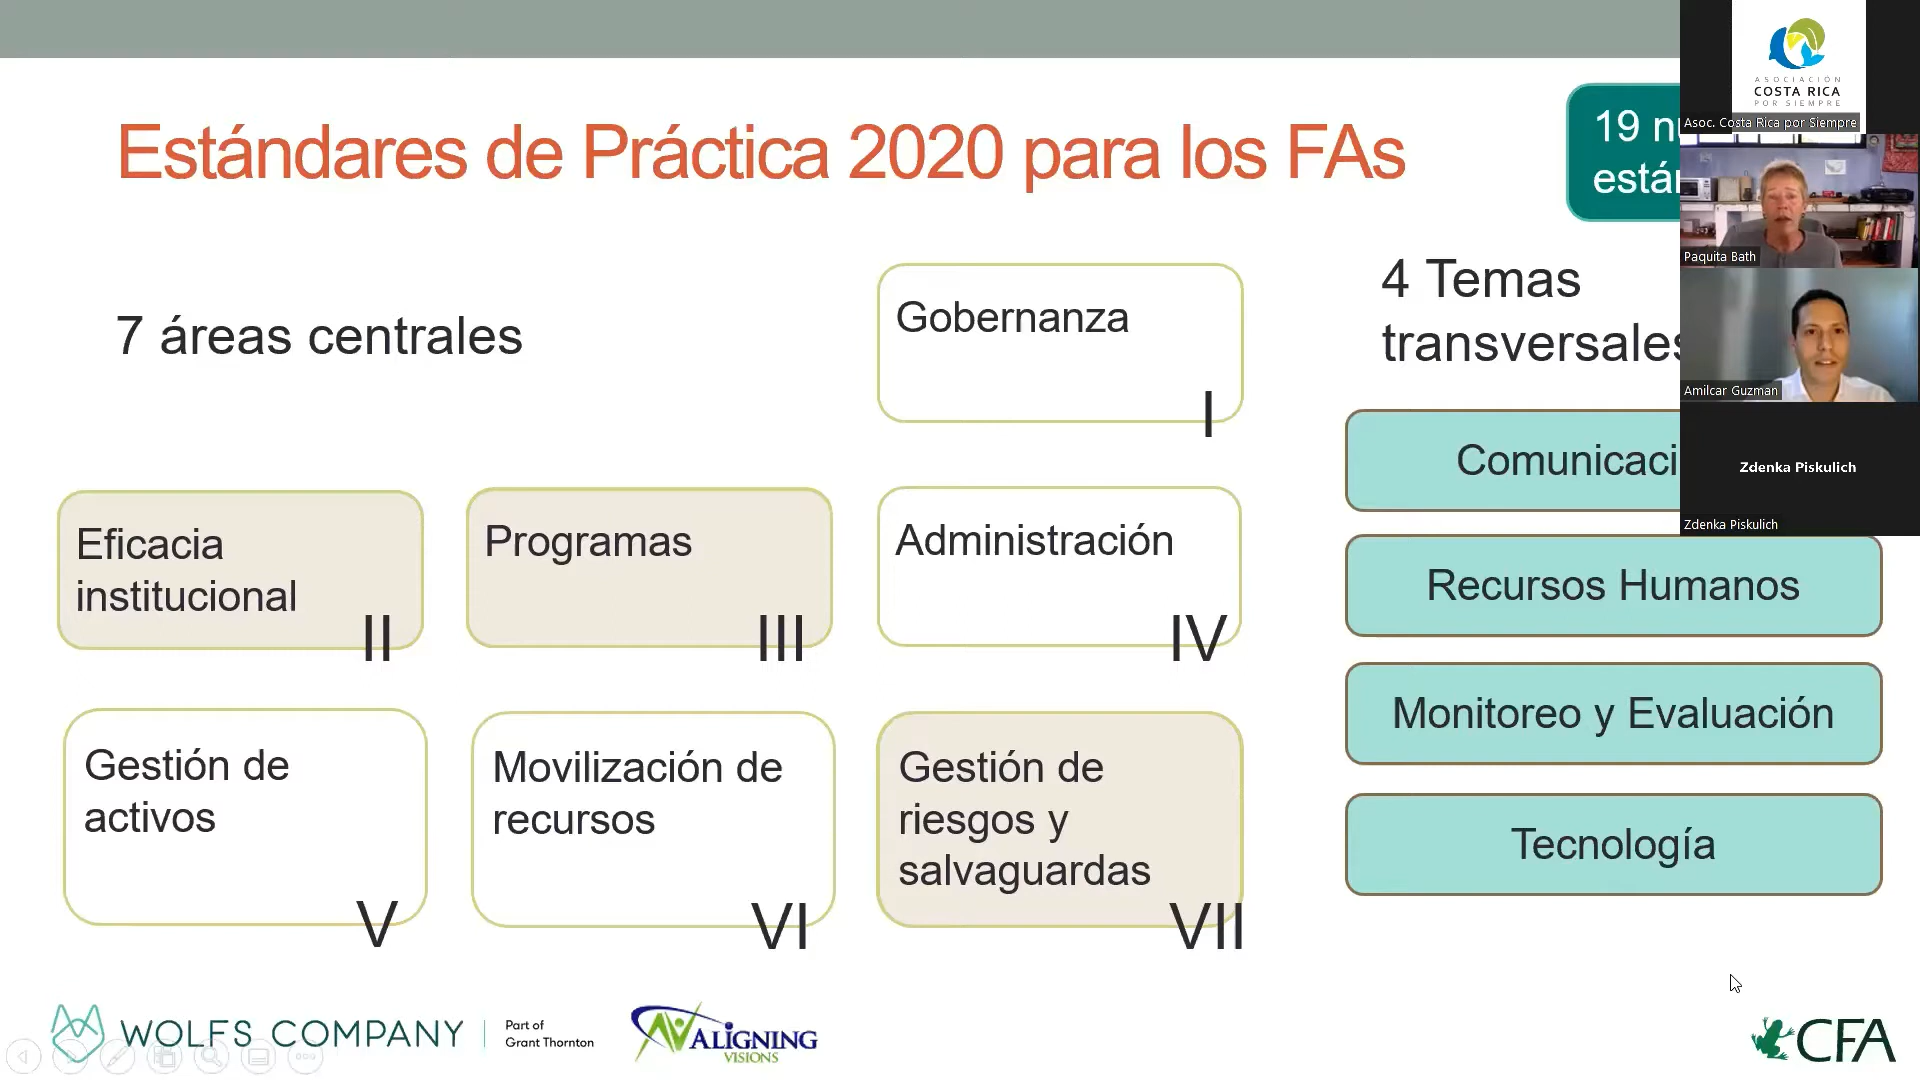 Estándares de Práctica 2020 para los FAs
19
7 áreas centrales
Gobernanza
I
Eficacia
institucional
II
Programas
III
Administración
IV
Gestión de
activos
V
Movilización de
recursos
VI
Gestión de
riesgos y
salvaguardas
VII
4 Temas
transversales
Comunicaci
Recursos Humanos
Monitoreo y Evaluación
Tecnología
ASOCIACIÓN
COSTA RICA
POR SIEMPRE
Asoc. Costa Rica por Siempre
Paquita Bath
Amilcar Guzman
Zdenka Piskulich
Zdenka Piskulich
WOLFS COMPANY
Part of
Grant Thornton
ALIGNING
VISIONS
CFA